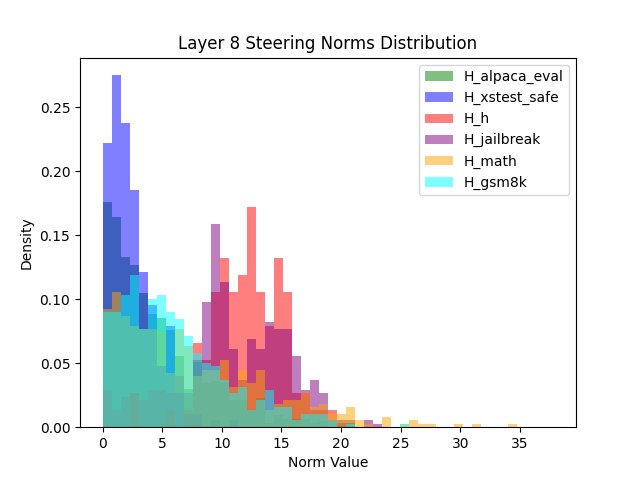 Layer 8 Steering Norms Distribution
H_alpaca_eval
H_xstest_safe
H_h
H_jailbreak
H_math
H_gsm8k
Density
0.25
0.20
0.15
0.10
0.05
0.00
0 5 10 15 20 25 30 35
Norm Value